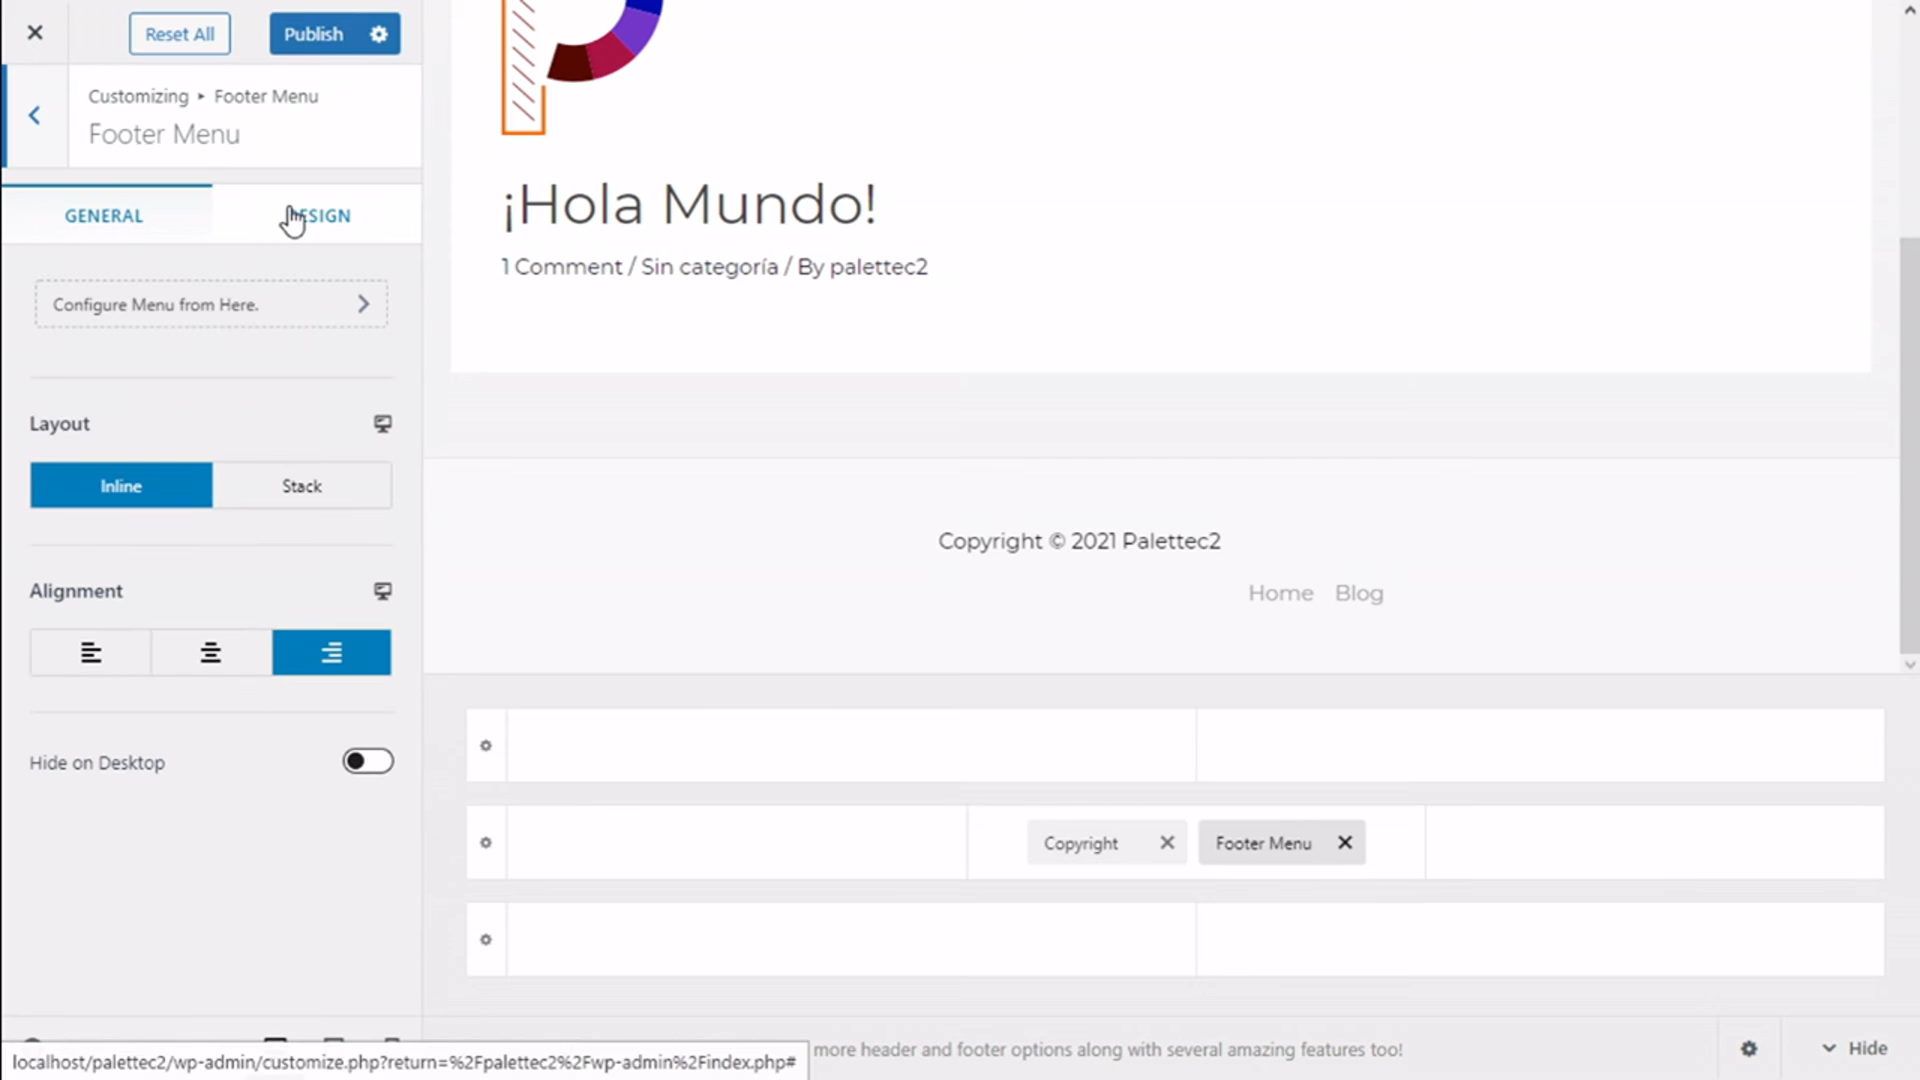 Reset All
Publish
Customizing ▸ Footer Menu
Footer Menu
GENERAL
Configure Menu from Here.
Layout
Inline
Stack
Alignment
Hide on Desktop
¡Hola Mundo!
1 Comment / Sin categoría / By palettec2
Copyright © 2021 Palettec2
Home Blog
Copyright
Footer Menu
localhost/palettec2/wp-admin/customize.php?return=%2Fpalettec2%2Fwp-admin%2Findex.php#
more header and footer options along with several amazing features too!
Hide